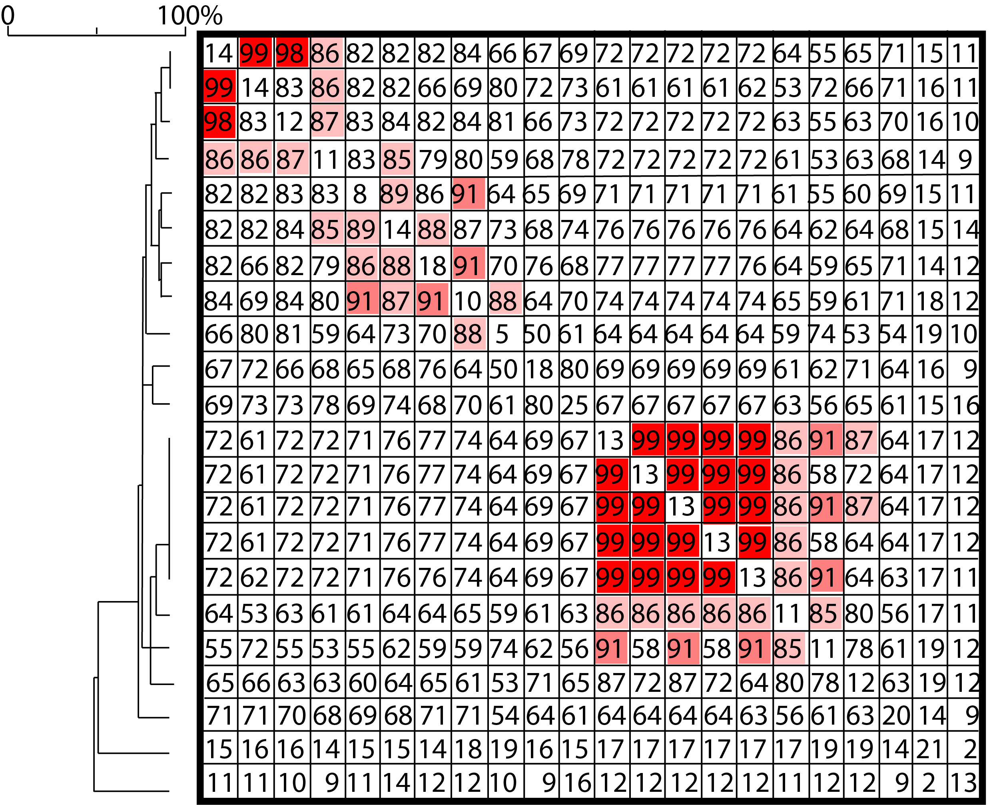 0 100%
14 99 98 86 82 82 82 84 66 67 69 72 72 72 72 72 64 55 65 71 15 11
99 14 83 86 82 82 66 69 80 72 73 61 61 61 61 62 53 72 66 71 16 11
98 83 12 87 83 84 82 84 81 66 73 72 72 72 72 72 63 55 63 70 16 10
86 86 87 11 83 85 79 80 59 68 78 72 72 72 72 72 61 53 63 68 14 9
82 82 83 83 8 89 86 91 64 65 69 71 71 71 71 71 61 55 60 69 15 11
82 82 84 85 89 14 88 87 73 68 74 76 76 76 76 76 64 62 64 68 15 14
82 66 82 79 86 88 18 91 70 76 68 77 77 77 77 76 64 59 65 71 14 12
84 69 84 80 91 87 91 10 88 64 70 74 74 74 74 74 65 59 61 71 18 12
66 80 81 59 64 73 70 88 5 50 61 64 64 64 64 64 59 74 53 54 19 10
67 72 66 68 65 68 76 64 50 18 80 69 69 69 69 69 61 62 71 64 16 9
69 73 73 78 69 74 68 70 61 80 25 67 67 67 67 67 63 56 65 61 15 16
72 61 72 72 71 76 77 74 64 69 67 13 99 99 99 99 86 91 87 64 17 12
72 61 72 72 71 76 77 74 64 69 67 99 13 99 99 99 86 58 72 64 17 12
72 61 72 72 71 76 77 74 64 69 67 99 99 13 99 99 86 91 87 64 17 12
72 61 72 72 71 76 77 74 64 69 67 99 99 99 13 99 86 58 64 64 17 12
72 62 72 72 71 76 76 74 64 69 67 99 99 99 99 13 86 91 64 63 17 11
64 53 63 61 61 64 64 65 59 61 63 86 86 86 86 86 11 85 80 56 17 11
55 72 55 53 55 62 59 59 74 62 56 91 58 91 58 91 85 11 78 61 19 12
65 66 63 63 60 64 65 61 53 71 65 87 72 87 72 64 80 78 12 63 19 12
71 71 70 68 69 68 71 71 54 64 61 64 64 64 64 63 56 61 63 20 14 9
15 16 16 14 15 15 14 18 19 16 15 17 17 17 17 17 17 19 19 14 21 2
11 11 10 9 11 14 12 12 10 9 16 12 12 12 12 12 11 12 12 9 2 13